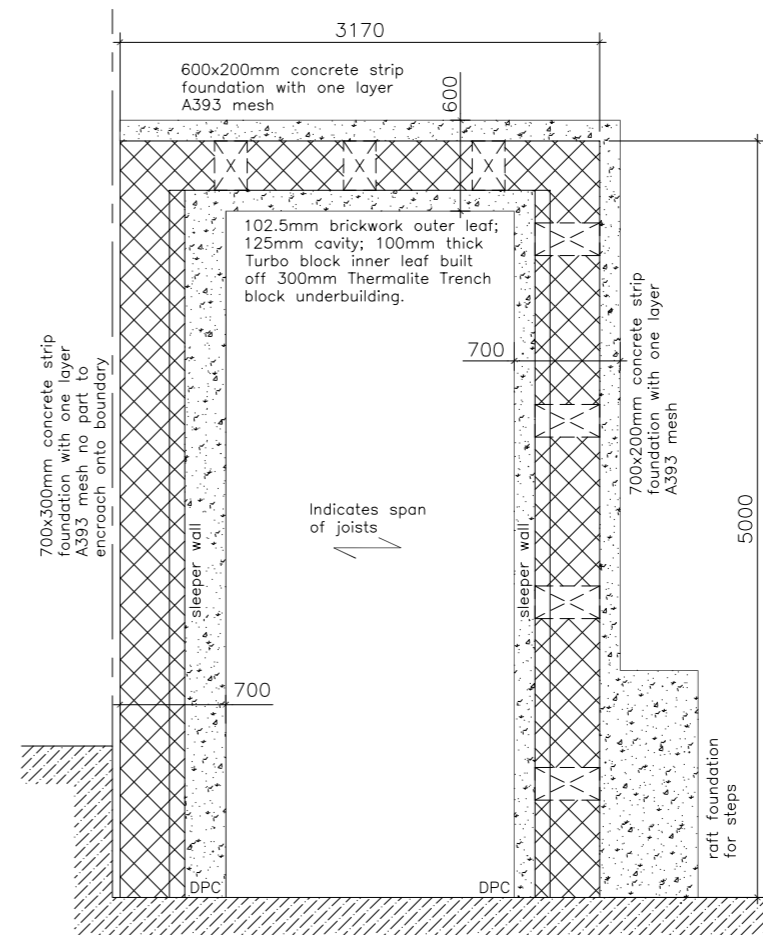 3170
600x200mm concrete strip
foundation with one layer
A393 mesh
600
102.5mm brickwork outer leaf;
125mm cavity; 100mm thick
Turbo block inner leaf built
off 300mm Thermalite Trench
block underbuilding.
700x300mm concrete strip
foundation with one layer
A393 mesh no part to
encroach onto boundary
700
700x200mm concrete strip
foundation with one layer
A393 mesh
5000
Indicates span
of joists
sleeper wall
sleeper wall
700
raft foundation
for steps
DPC
DPC